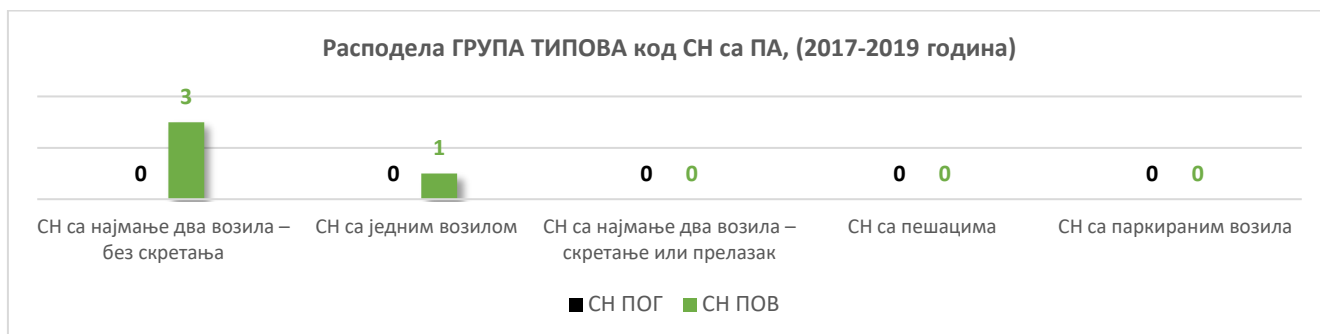 Расподела ГРУПА ТИПОВА код СН са ПА, (2017-2019 година)
0 3
0 1
0 0
0 0
0 0
СН са најмање два возила –
без скретања
СН са једним возилом
СН са најмање два возила –
скретање или прелазак
СН са пешацима
СН са паркираним возила
СН ПОГ СН ПОВ